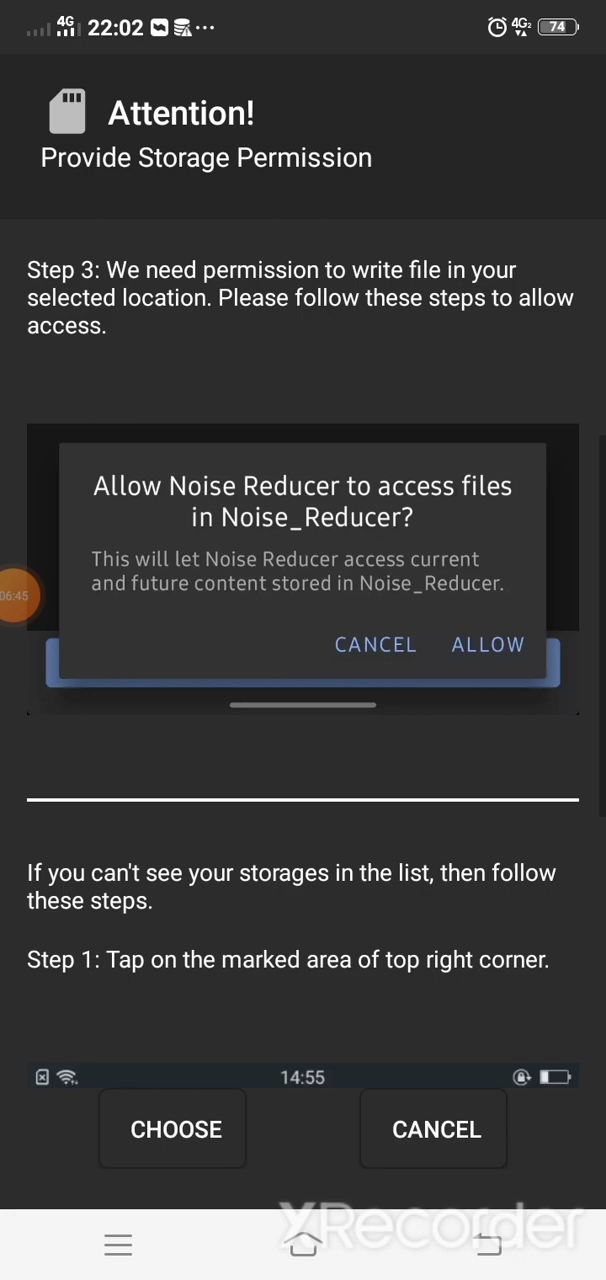 4G 22:02 4G2 74
Attention!
Provide Storage Permission
Step 3: We need permission to write file in your
selected location. Please follow these steps to allow
access.
Allow Noise Reducer to access files
in Noise_Reducer?
This will let Noise Reducer access current
and future content stored in Noise_Reducer.
06:45
CANCEL ALLOW
If you can't see your storages in the list, then follow
these steps.
Step 1: Tap on the marked area of top right corner.
14:55
CHOOSE CANCEL
XRecorder